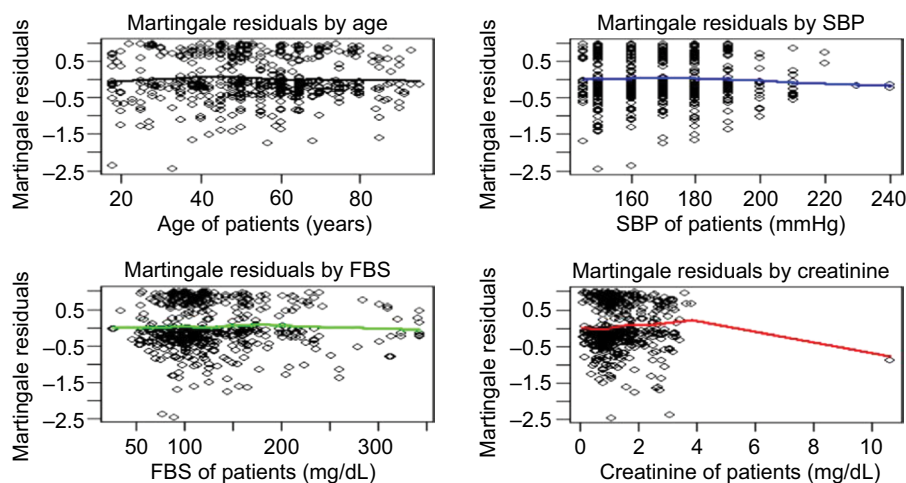 Martingale residuals by age
Martingale residuals
0.5
−0.5
−1.5
−2.5
20 40 60 80
Age of patients (years)
Martingale residuals by SBP
Martingale residuals
0.5
−0.5
−1.5
−2.5
160 180 200 220 240
SBP of patients (mmHg)
Martingale residuals by FBS
Martingale residuals
0.5
−0.5
−1.5
−2.5
50 100 200 300
FBS of patients (mg/dL)
Martingale residuals by creatinine
Martingale residuals
0.5
−0.5
−1.5
−2.5
0 2 4 6 8 10
Creatinine of patients (mg/dL)